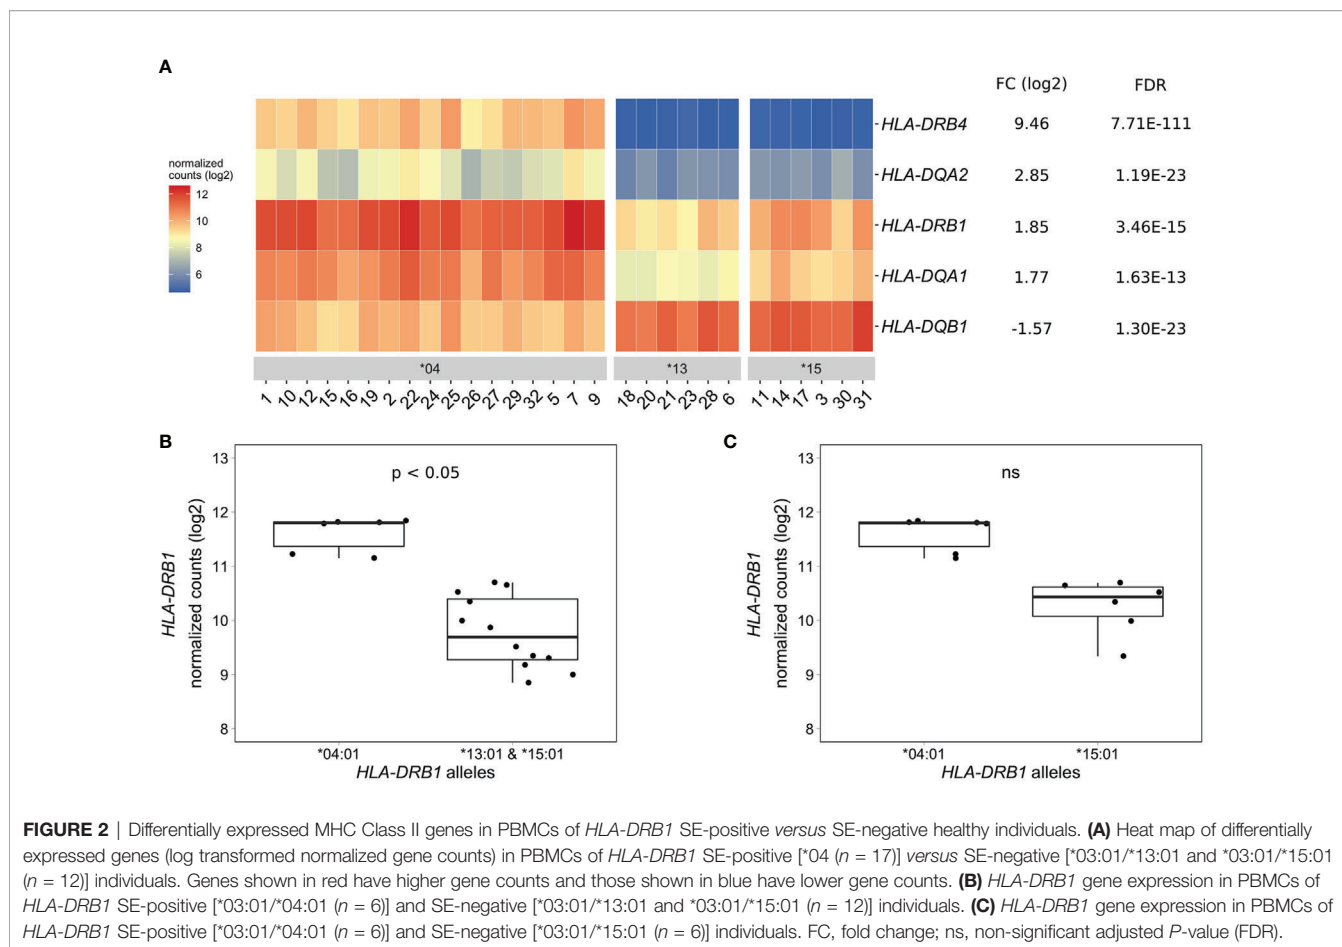 A
FC (log2) FDR
HLA-DRB4 9.46 7.71E-111
HLA-DQA2 2.85 1.19E-23
HLA-DRB1 1.85 3.46E-15
HLA-DQA1 1.77 1.63E-13
HLA-DQB1 -1.57 1.30E-23
normalized
counts (log2)
12
10
8
6
*04 *13 *15
1 10 12 15 16 19 2 22 24 25 26 27 29 32 5 7 9 18 20 21 23 28 6 11 14 17 3 30 31
B
HLA-DRB1
normalized counts (log2)
13
12
11
10
9
8
p < 0.05
*04:01 *13:01 & *15:01
HLA-DRB1 alleles
C
HLA-DRB1
normalized counts (log2)
13
12
11
10
9
8
ns
*04:01 *15:01
HLA-DRB1 alleles
FIGURE 2 | Differentially expressed MHC Class II genes in PBMCs of HLA-DRB1 SE-positive versus SE-negative healthy individuals. (A) Heat map of differentially
expressed genes (log transformed normalized gene counts) in PBMCs of HLA-DRB1 SE-positive [*04 (n = 17)] versus SE-negative [*03:01/*13:01 and *03:01/*15:01
(n = 12)] individuals. Genes shown in red have higher gene counts and those shown in blue have lower gene counts. (B) HLA-DRB1 gene expression in PBMCs of
HLA-DRB1 SE-positive [*03:01/*04:01 (n = 6)] and SE-negative [*03:01/*13:01 and *03:01/*15:01 (n = 12)] individuals. (C) HLA-DRB1 gene expression in PBMCs of
HLA-DRB1 SE-positive [*03:01/*04:01 (n = 6)] and SE-negative [*03:01/*15:01 (n = 6)] individuals. FC, fold change; ns, non-significant adjusted P-value (FDR).